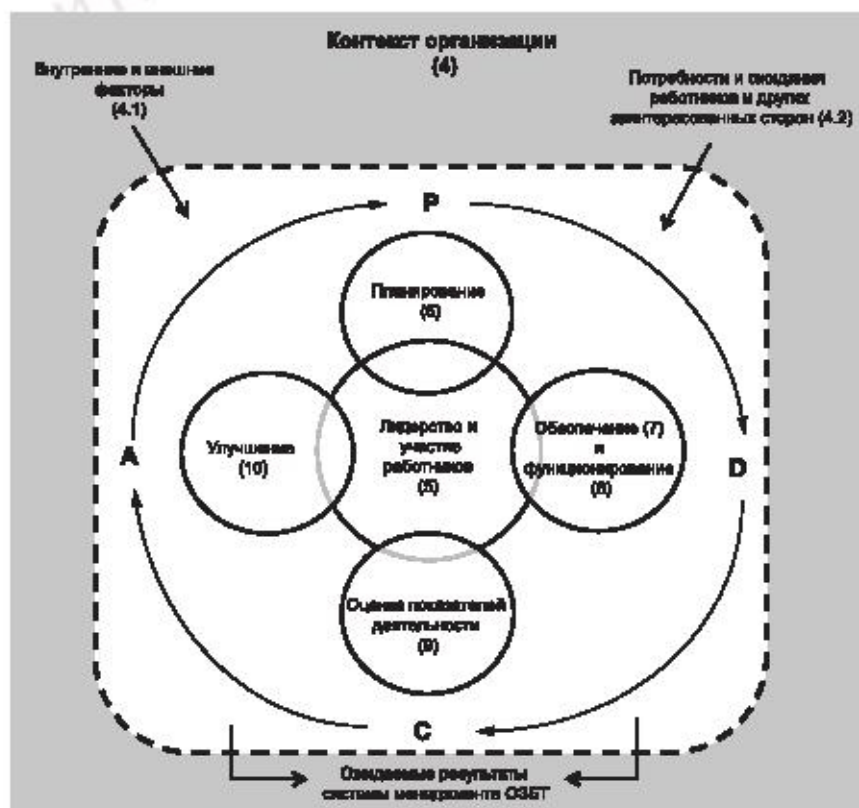 Контекст организации
(4)
Внутренние и внешние
факторы
(4.1)
Потребности и ожидания
работников и других
заинтересованных сторон (4.2)
P
Планирование
(6)
Улучшение
(10)
Лидерство и
участие
работников
(5)
Обеспечение (7)
и
функционирование
(8)
A
D
Оценка показателей
деятельности
(9)
C
Ожидаемые результаты
системы менеджмента ОЗБТ